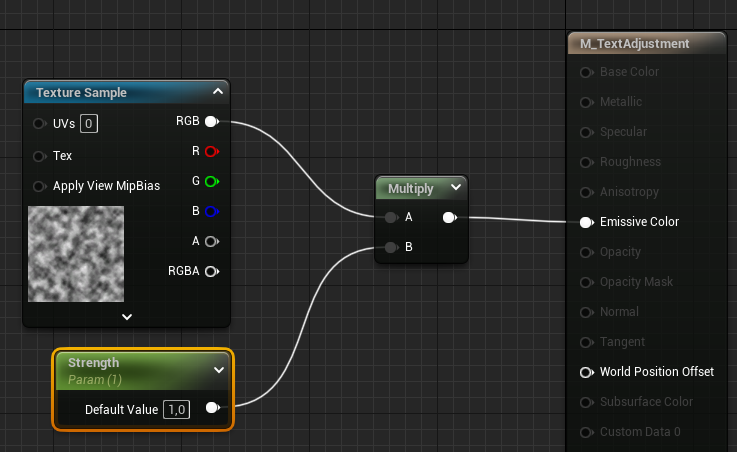 M_TextAdjustment
Base Color
Metallic
Specular
Roughness
Anisotropy
Emissive Color
Opacity
Opacity Mask
Normal
Tangent
World Position Offset
Subsurface Color
Custom Data 0
Texture Sample
UVs 0
RGB
Tex
R
Apply View MipBias
G
B
A
RGBA
Multiply
A
B
Strength
Param (1)
Default Value 1,0